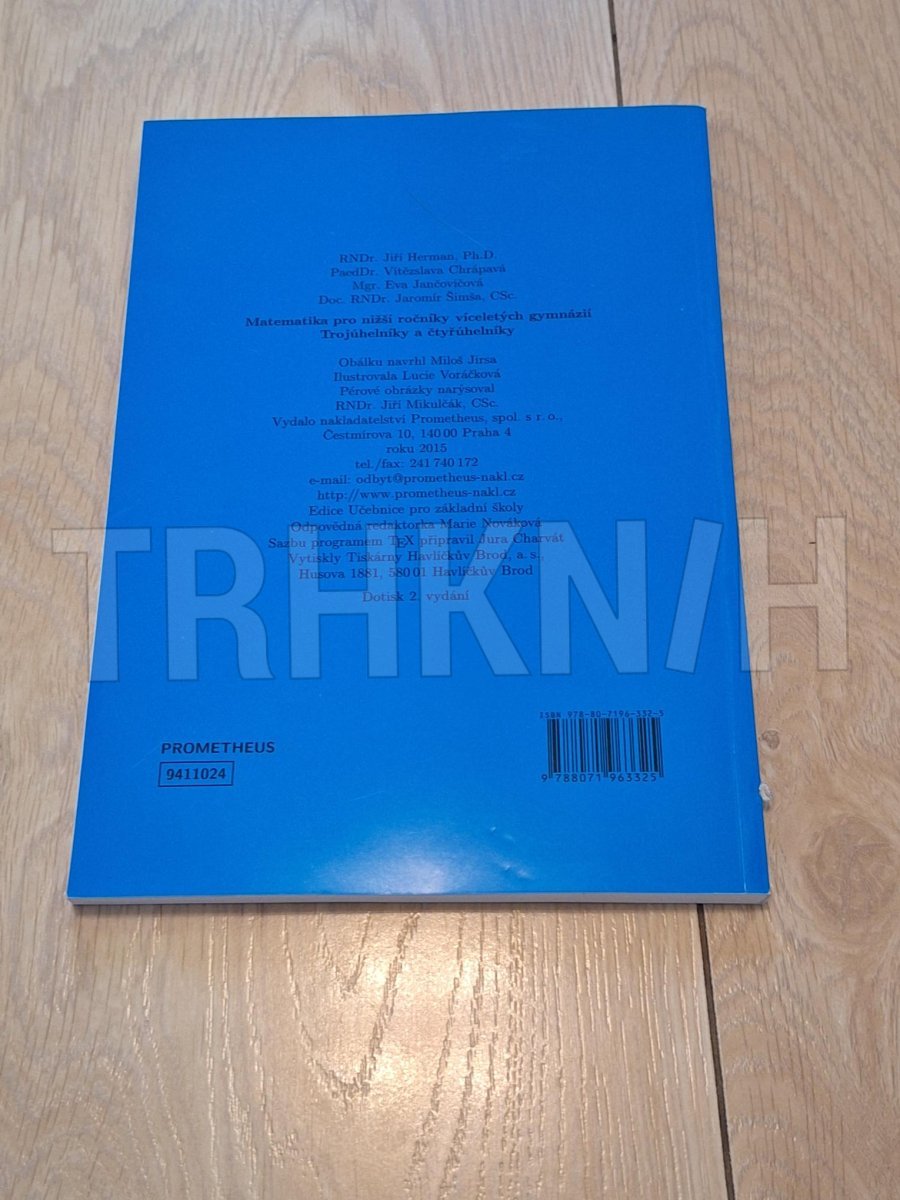 RNDr. Jiří Herman, Ph.D.
PaedDr. Vítězslava Chrápavá
Mgr. Eva Jančovičová
Doc. RNDr. Jaromír Šimša, CSc.
Matematika pro nižší ročníky víceletých gymnázií
Trojúhelníky a čtyřúhelníky
Obálku navrhl Miloš Jirsa
Ilustrovala Lucie Voráčková
Pérové obrázky narýsoval
RNDr. Jiří Mikulčák, CSc.
Vydalo nakladatelství Prometheus, spol. s r. o.,
Čestmírova 10, 140 00 Praha 4
roku 2015
tel./fax: 241 740 172
e-mail: odbyt@prometheus-nakl.cz
http://www.prometheus-nakl.cz
Edice Učebnice pro základní školy
Odpovědná redaktorka Marie Nováková
Sazbu programem TEX připravil Jura Charvát
Vytiskly Tiskárny Havlíčkův Brod, a. s.,
Husova 1881, 580 01 Havlíčkův Brod
Dotisk 2. vydání
TRHKNIH
ISBN 978-80-7196-332-5
9 788071 963325
PROMETHEUS
9411024